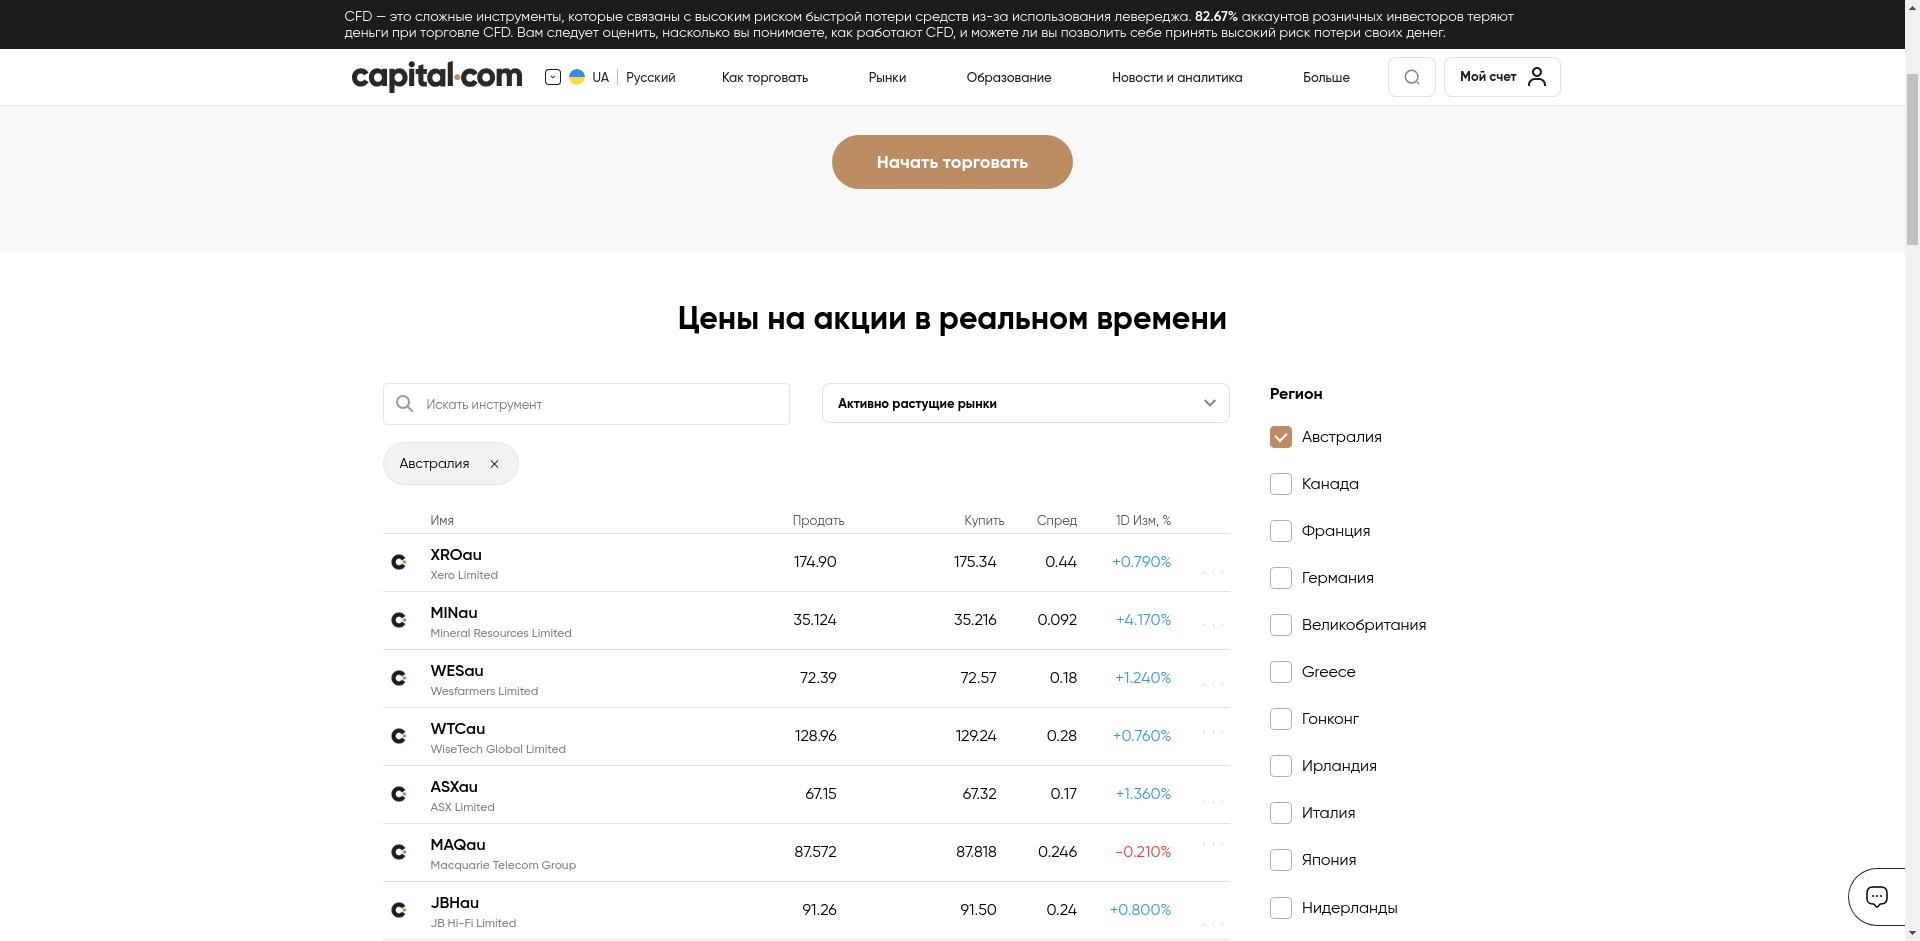 CFD — это сложные инструменты, которые связаны с высоким риском быстрой потери средств из-за использования левереджа. 82.67% аккаунтов розничных инвесторов теряют
деньги при торговле CFD. Вам следует оценить, насколько вы понимаете, как работают CFD, и можете ли вы позволить себе принять высокий риск потери своих денег.
capital.com UA Русский Как торговать Рынки Образование Новости и аналитика Больше Мой счет
Начать торговать
Цены на акции в реальном времени
Искать инструмент
Активно растущие рынки
Австралия
Имя Продать Купить Спред 1D Изм, %
XROau 174.90 175.34 0.44 +0.790%
Xero Limited
MINau 35.124 35.216 0.092 +4.170%
Mineral Resources Limited
WESau 72.39 72.57 0.18 +1.240%
Wesfarmers Limited
WTCau 128.96 129.24 0.28 +0.760%
WiseTech Global Limited
ASXau 67.15 67.32 0.17 +1.360%
ASX Limited
MAQau 87.572 87.818 0.246 -0.210%
Macquarie Telecom Group
JBHau 91.26 91.50 0.24 +0.800%
JB Hi-Fi Limited
Регион
Австралия
Канада
Франция
Германия
Великобритания
Greece
Гонконг
Ирландия
Италия
Япония
Нидерланды